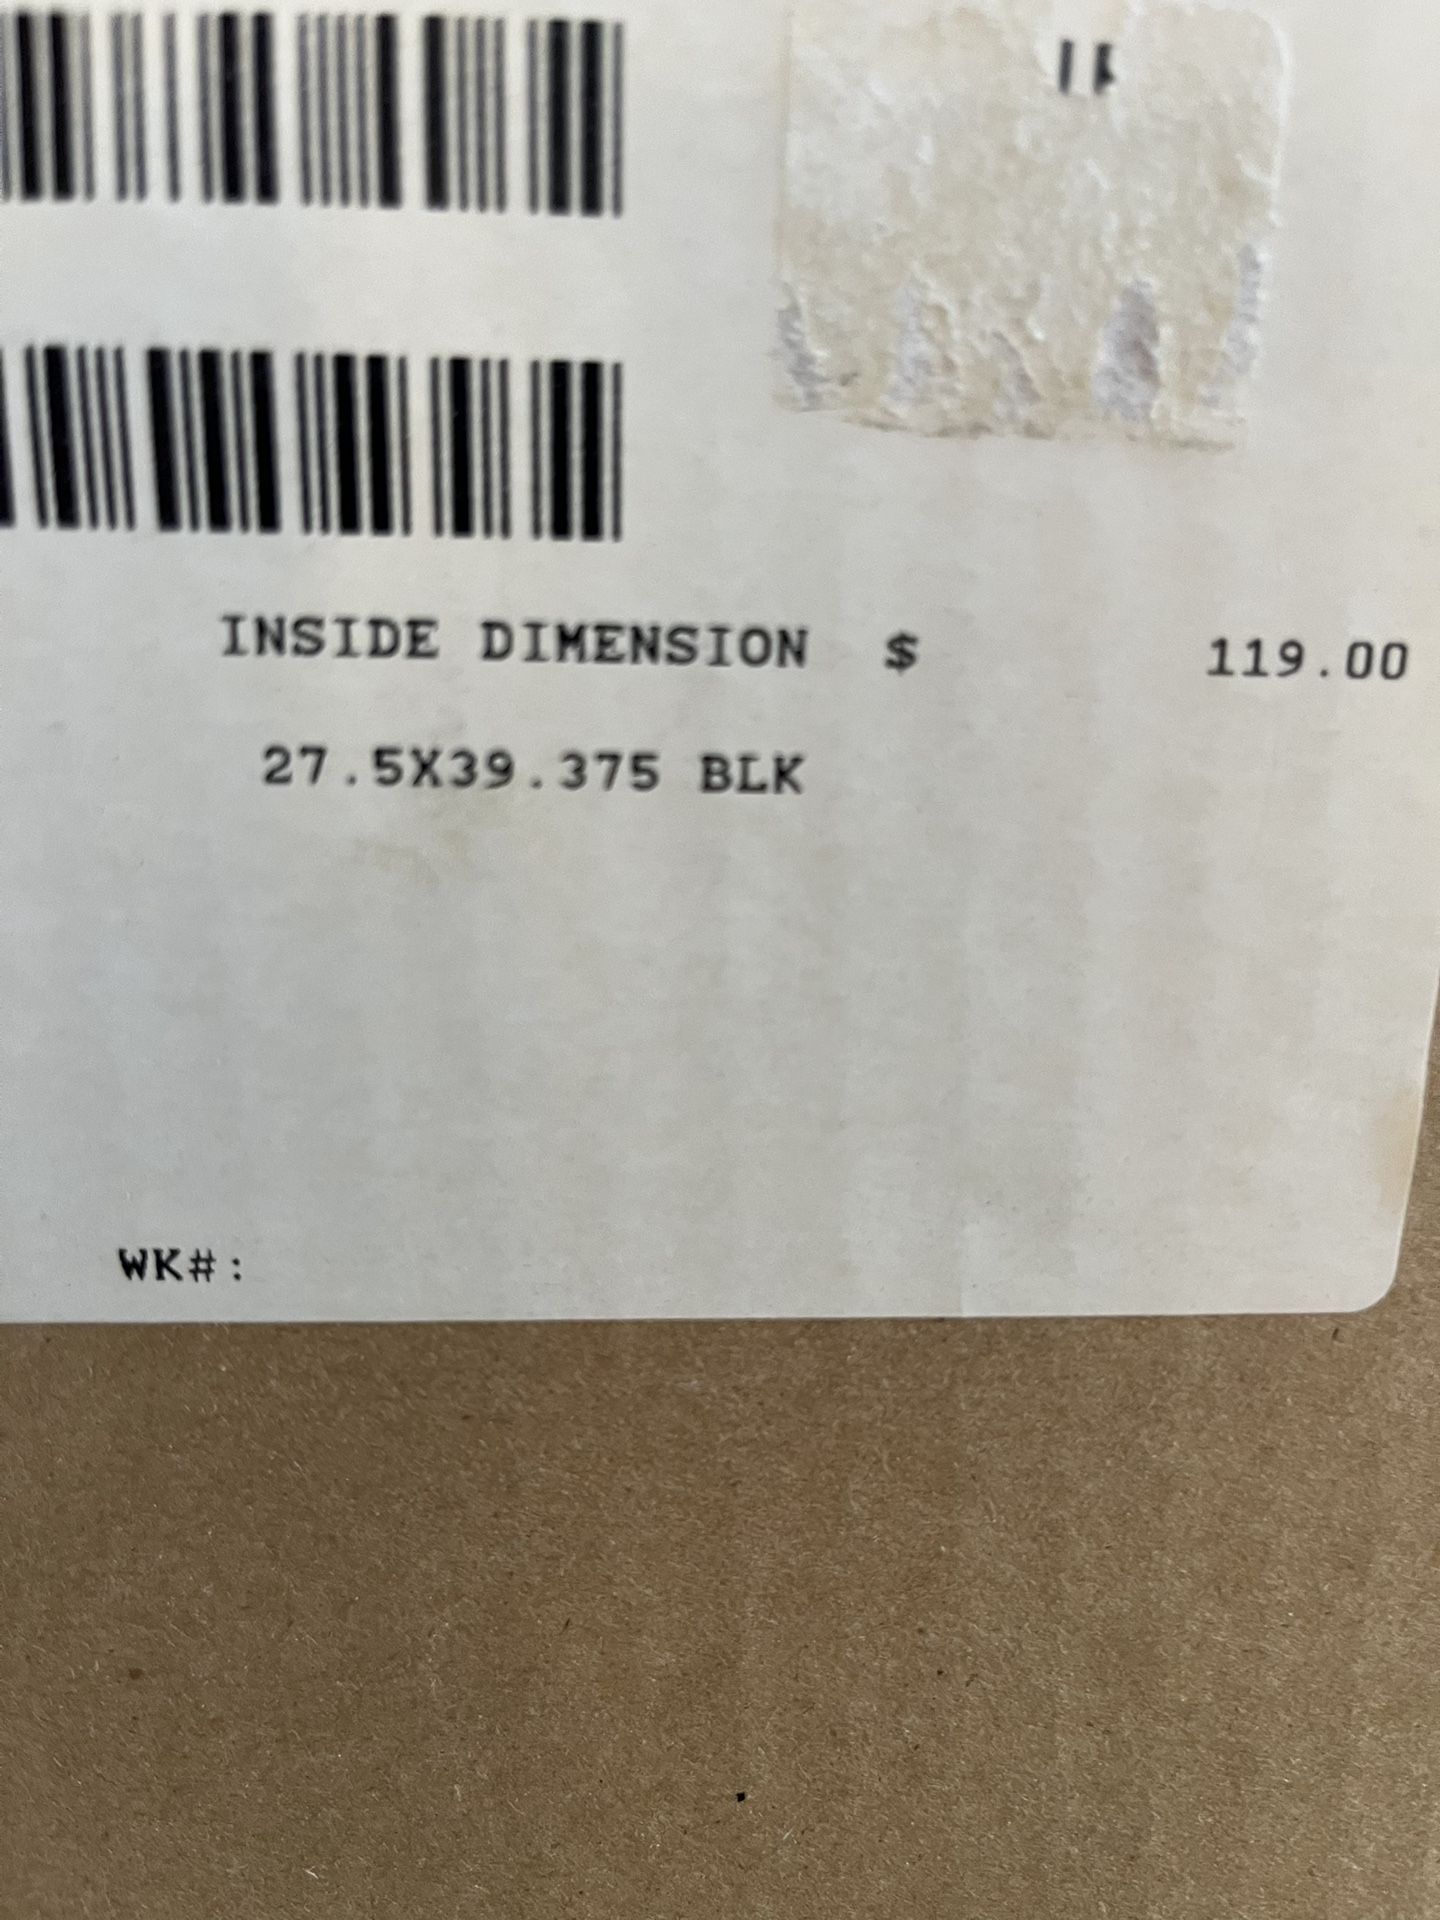 INSIDE DIMENSION $ 119.00
27.5X39.375 BLK
WK#: